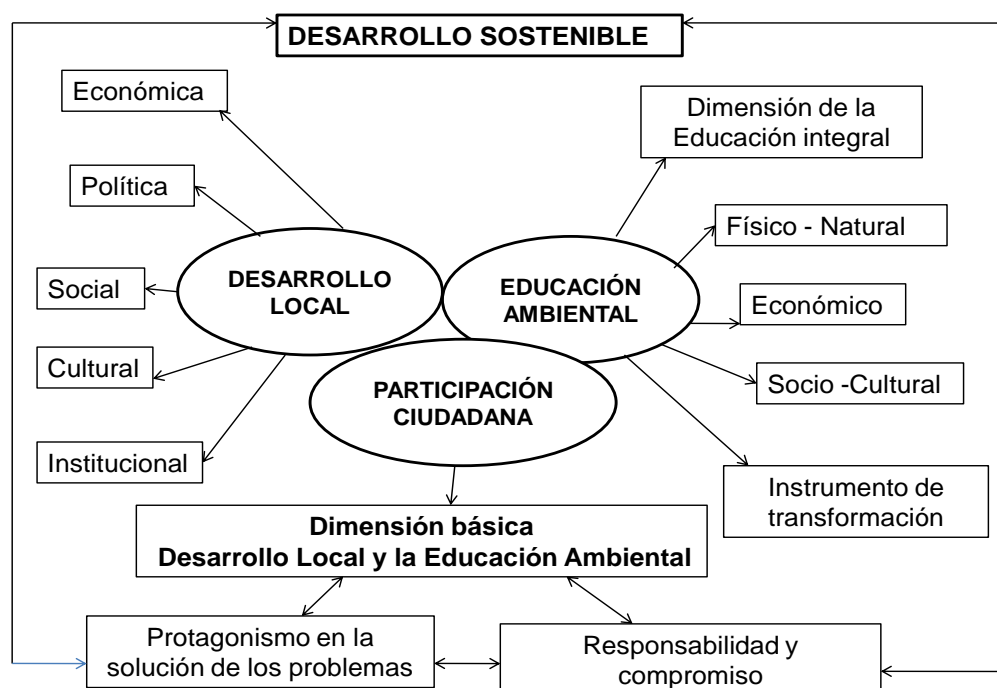 DESARROLLO SOSTENIBLE
Económica
Dimensión de la
Educación integral
Política
Físico - Natural
DESARROLLO
LOCAL
EDUCACIÓN
AMBIENTAL
Social
Económico
Cultural
Socio -Cultural
PARTICIPACIÓN
CIUDADANA
Institucional
Instrumento de
transformación
Dimensión básica
Desarrollo Local y la Educación Ambiental
Protagonismo en la
solución de los problemas
Responsabilidad y
compromiso